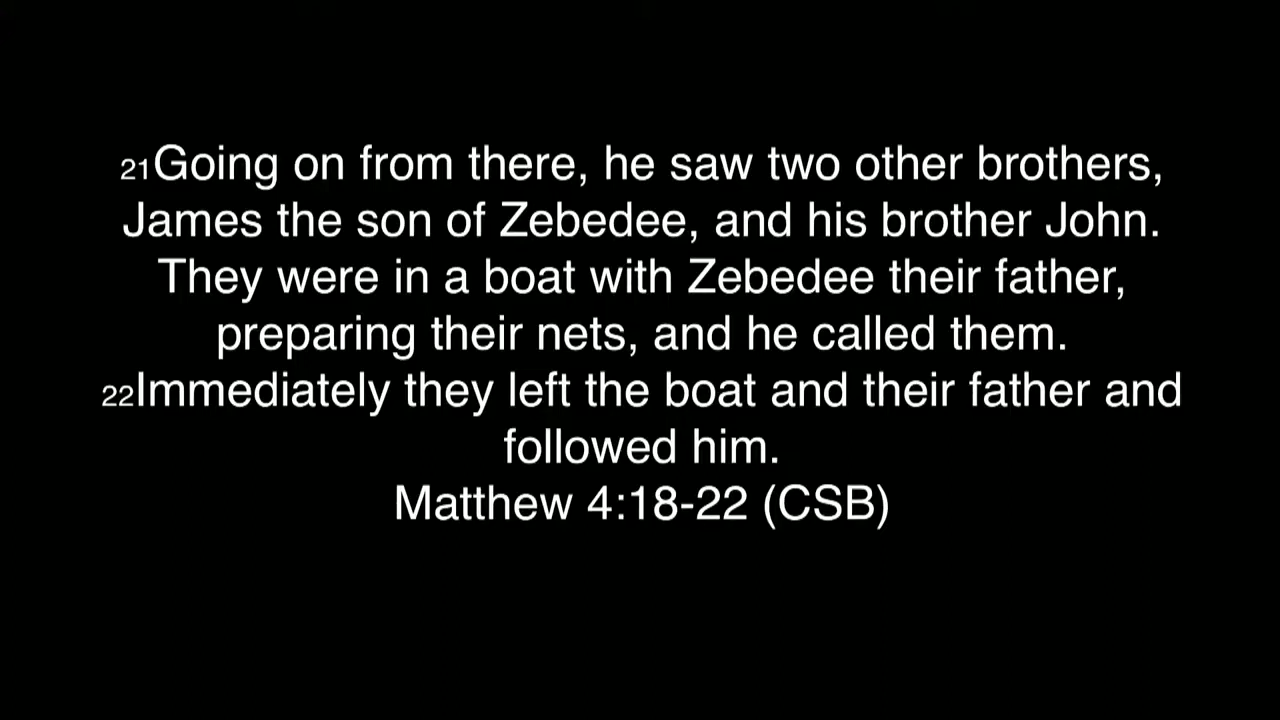 21Going on from there, he saw two other brothers,
James the son of Zebedee, and his brother John.
They were in a boat with Zebedee their father,
preparing their nets, and he called them.
22Immediately they left the boat and their father and
followed him.
Matthew 4:18-22 (CSB)